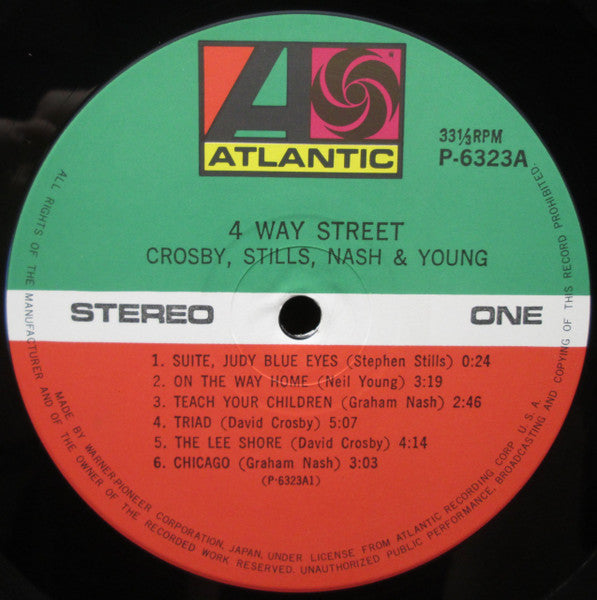 ATLANTIC
33⅓RPM
P-6323A
4 WAY STREET
CROSBY, STILLS, NASH & YOUNG
STEREO ONE
1. SUITE, JUDY BLUE EYES (Stephen Stills) 0:24
2. ON THE WAY HOME (Neil Young) 3:19
3. TEACH YOUR CHILDREN (Graham Nash) 2:46
4. TRIAD (David Crosby) 5:07
5. THE LEE SHORE (David Crosby) 4:14
6. CHICAGO (Graham Nash) 3:03
(P-6323A1)
MADE BY WARNER-PIONEER CORPORATION, JAPAN, UNDER LICENSE FROM ATLANTIC RECORDING CORP. U.S.A.
ALL RIGHTS OF THE MANUFACTURER AND OF THE OWNER OF THE RECORDED WORK RESERVED. UNAUTHORIZED PUBLIC PERFORMANCE, BROADCASTING AND COPYING OF THIS RECORD PROHIBITED.